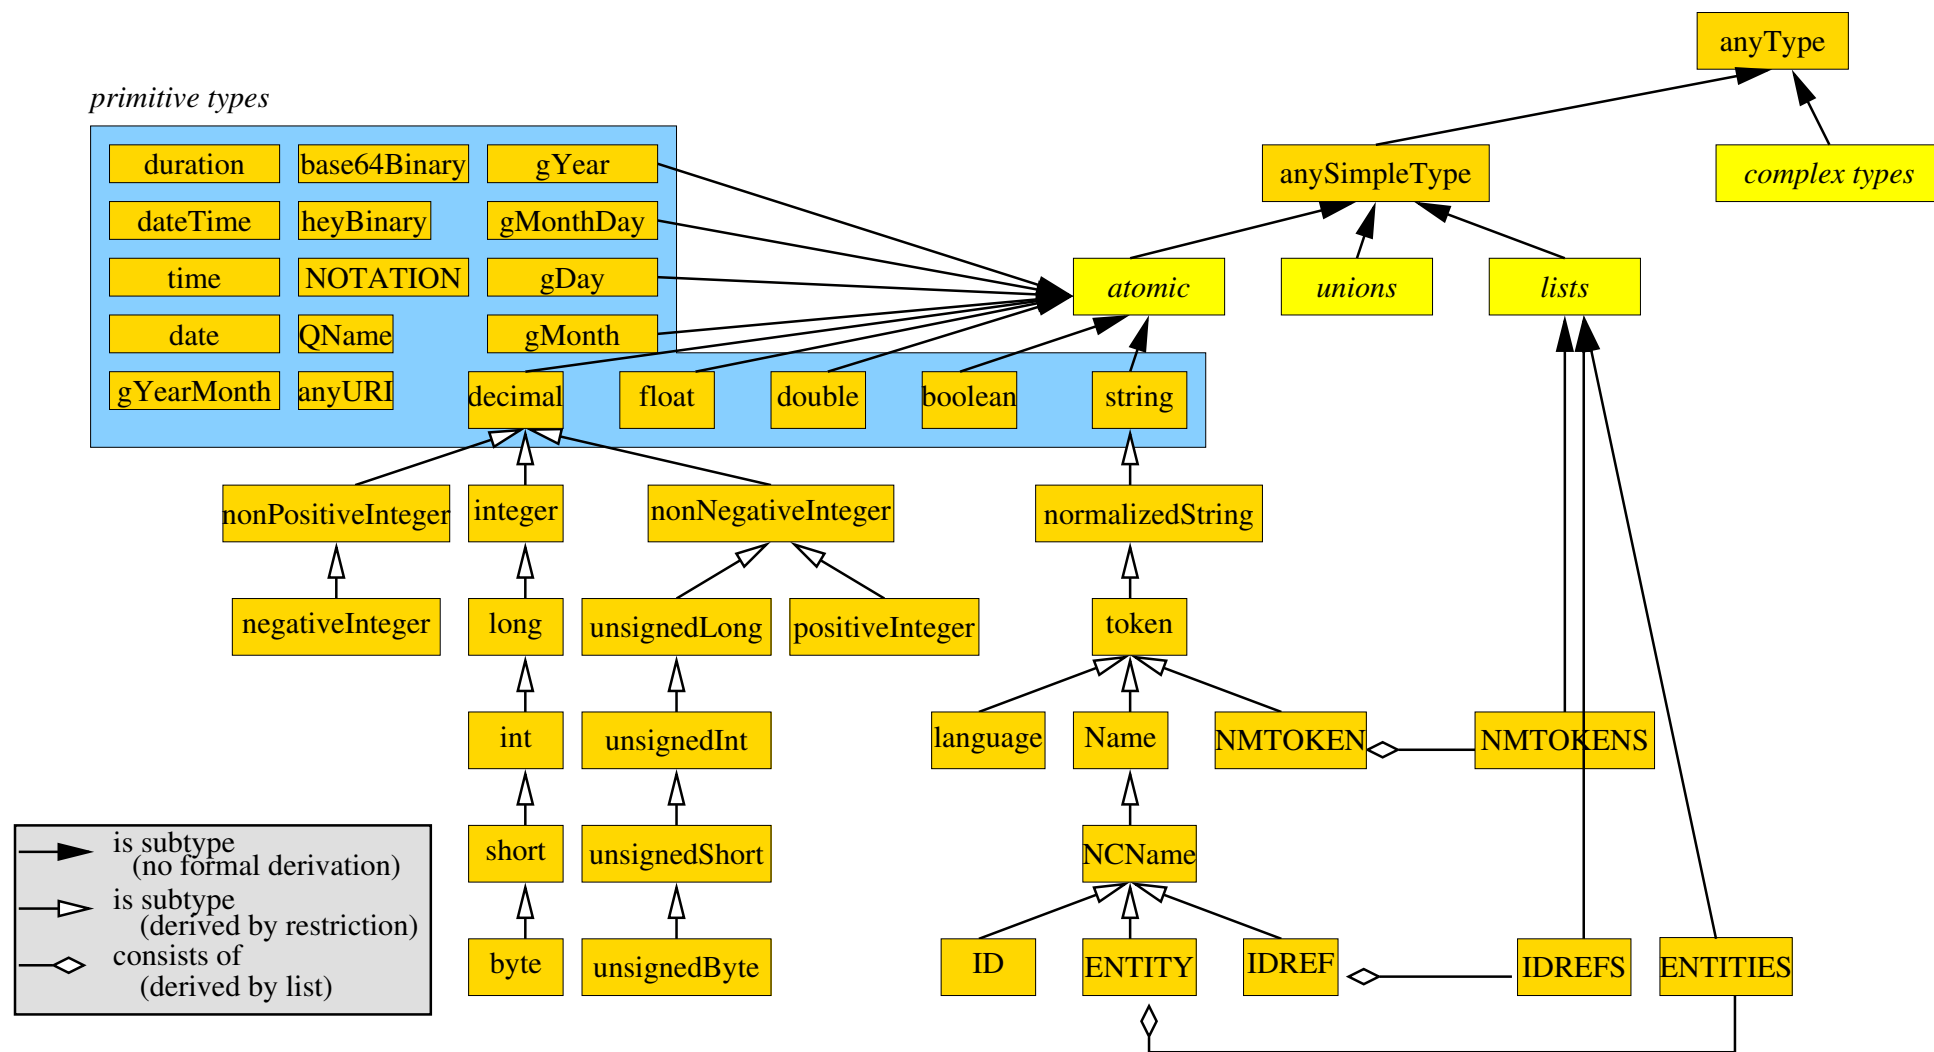 anyType
primitive types
duration base64Binary gYear
anySimpleType
complex types
dateTime heyBinary gMonthDay
time NOTATION gDay
atomic unions lists
date QName gMonth
gYearMonth anyURI decimal float double boolean string
nonPositiveInteger integer nonNegativeInteger normalizedString
negativeInteger long unsignedLong positiveInteger token
int unsignedInt language Name NMTOKEN NMTOKENS
short unsignedShort NCName
byte unsignedByte ID ENTITY IDREF IDREFS ENTITIES
is subtype
(no formal derivation)
is subtype
(derived by restriction)
consists of
(derived by list)